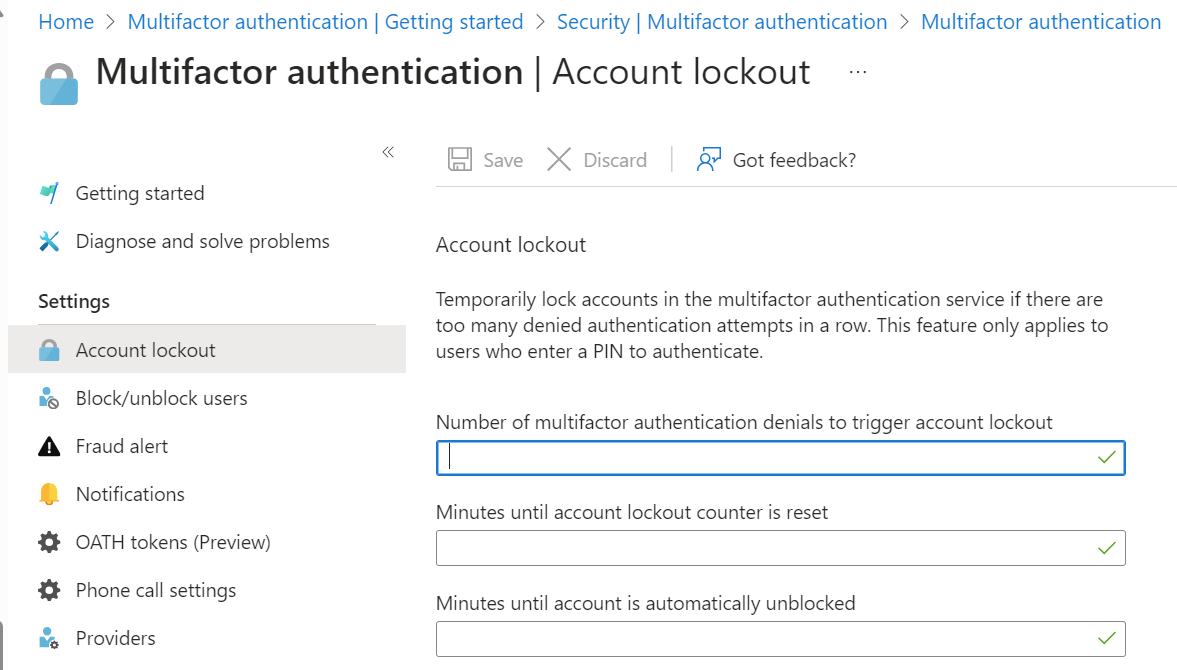 Home > Multifactor authentication | Getting started > Security | Multifactor authentication > Multifactor authentication
Multifactor authentication | Account lockout ...
«
Save Discard Got feedback?
Getting started
Diagnose and solve problems
Settings
Account lockout
Block/unblock users
Fraud alert
Notifications
OATH tokens (Preview)
Phone call settings
Providers
Account lockout
Temporarily lock accounts in the multifactor authentication service if there are
too many denied authentication attempts in a row. This feature only applies to
users who enter a PIN to authenticate.
Number of multifactor authentication denials to trigger account lockout
Minutes until account lockout counter is reset
Minutes until account is automatically unblocked